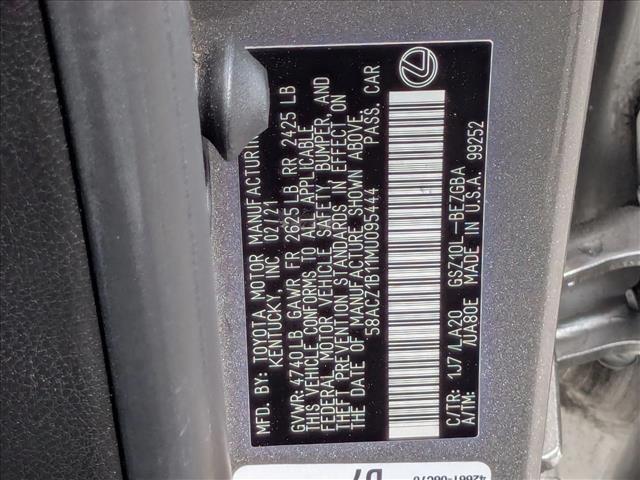 MFD. BY: TOYOTA MOTOR MANUFACTURI
KENTUCKY, INC. 02/21
GVWR: 4740 LB GAWR FR 2625 LB RR 2425 LB
THIS VEHICLE CONFORMS TO ALL APPLICABLE
FEDERAL MOTOR VEHICLE SAFETY, BUMPER, AND
THEFT PREVENTION STANDARDS IN EFFECT ON
THE DATE OF MANUFACTURE SHOWN ABOVE.
58ACZ1B11MU095444 PASS. CAR
C/TR: 1J7/LA20 GSZ10L-BEZGBA
A/TM: /UA80E MADE IN U.S.A. 99252